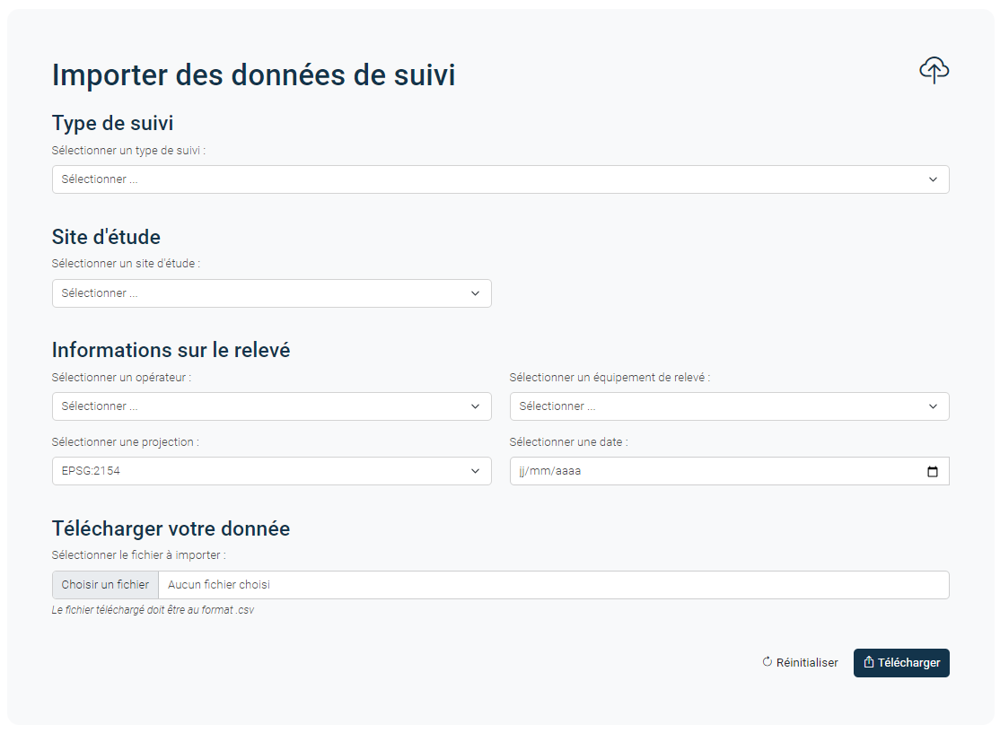 Importer des données de suivi
Type de suivi
Sélectionner un type de suivi :
Sélectionner ...
Site d'étude
Sélectionner un site d'étude :
Sélectionner ...
Informations sur le relevé
Sélectionner un opérateur :
Sélectionner un équipement de relevé :
Sélectionner ...
Sélectionner ...
Sélectionner une projection :
Sélectionner une date :
EPSG:2154
jj/mm/aaaa
Télécharger votre donnée
Sélectionner le fichier à importer :
Choisir un fichier
Aucun fichier choisi
Le fichier téléchargé doit être au format .csv
Réinitialiser
Télécharger